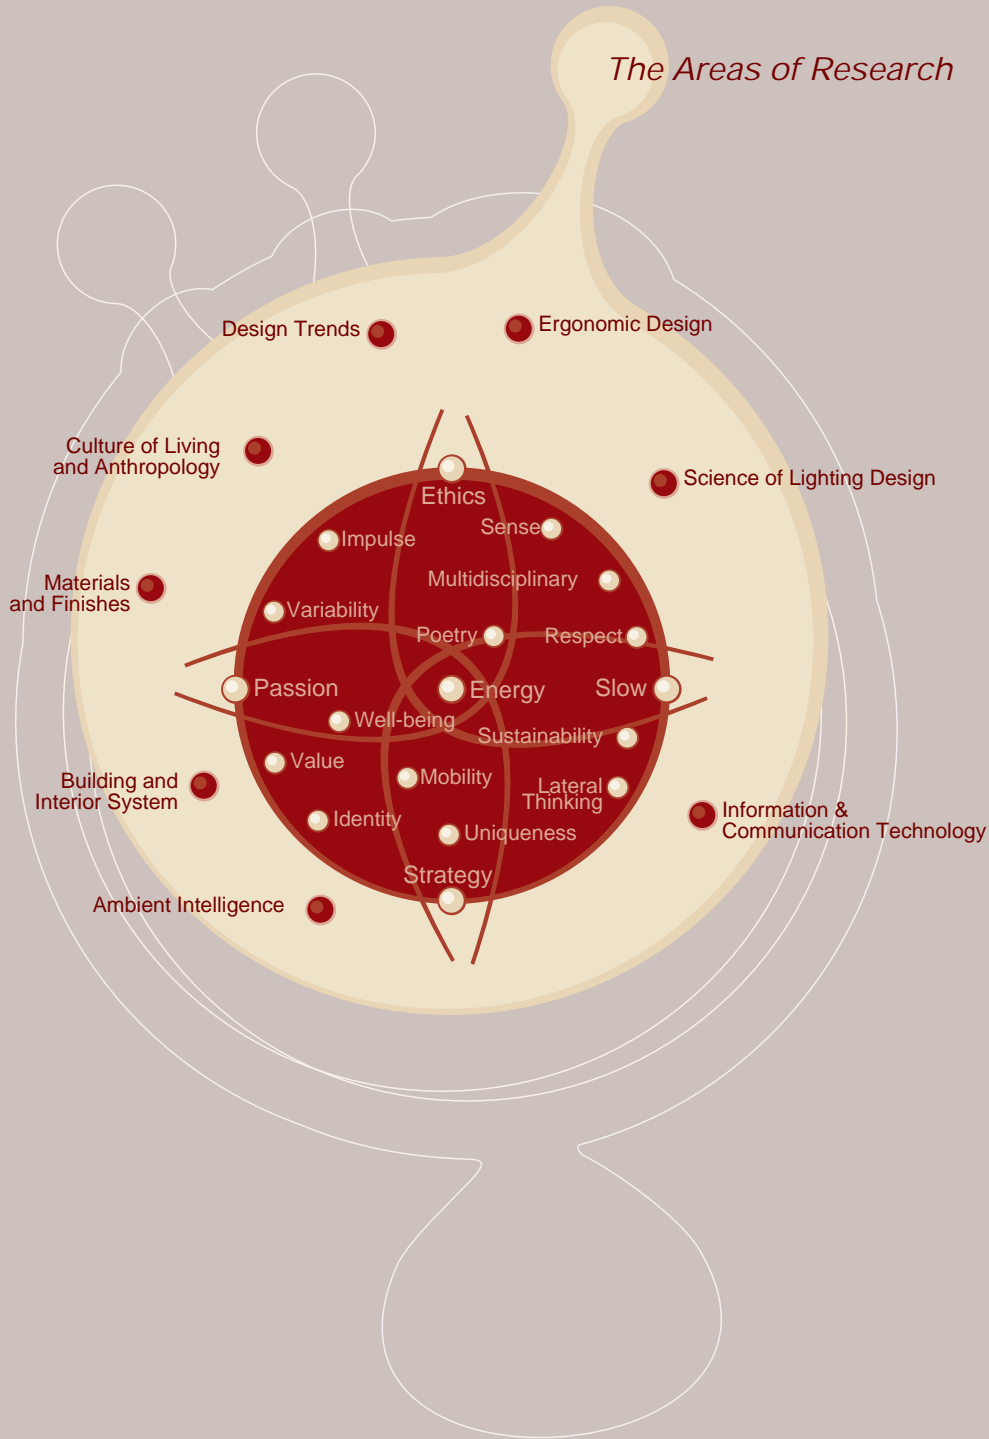 The Areas of Research
Design Trends
Ergonomic Design
Culture of Living
and Anthropology
Science of Lighting Design
Ethics
Sense
Impulse
Multidisciplinary
Materials
and Finishes
Variability
Poetry
Respect
Passion
Energy
Slow
Well-being
Sustainability
Value
Mobility
Lateral
Thinking
Building and
Interior System
Identity
Uniqueness
Information &
Communication Technology
Strategy
Ambient Intelligence